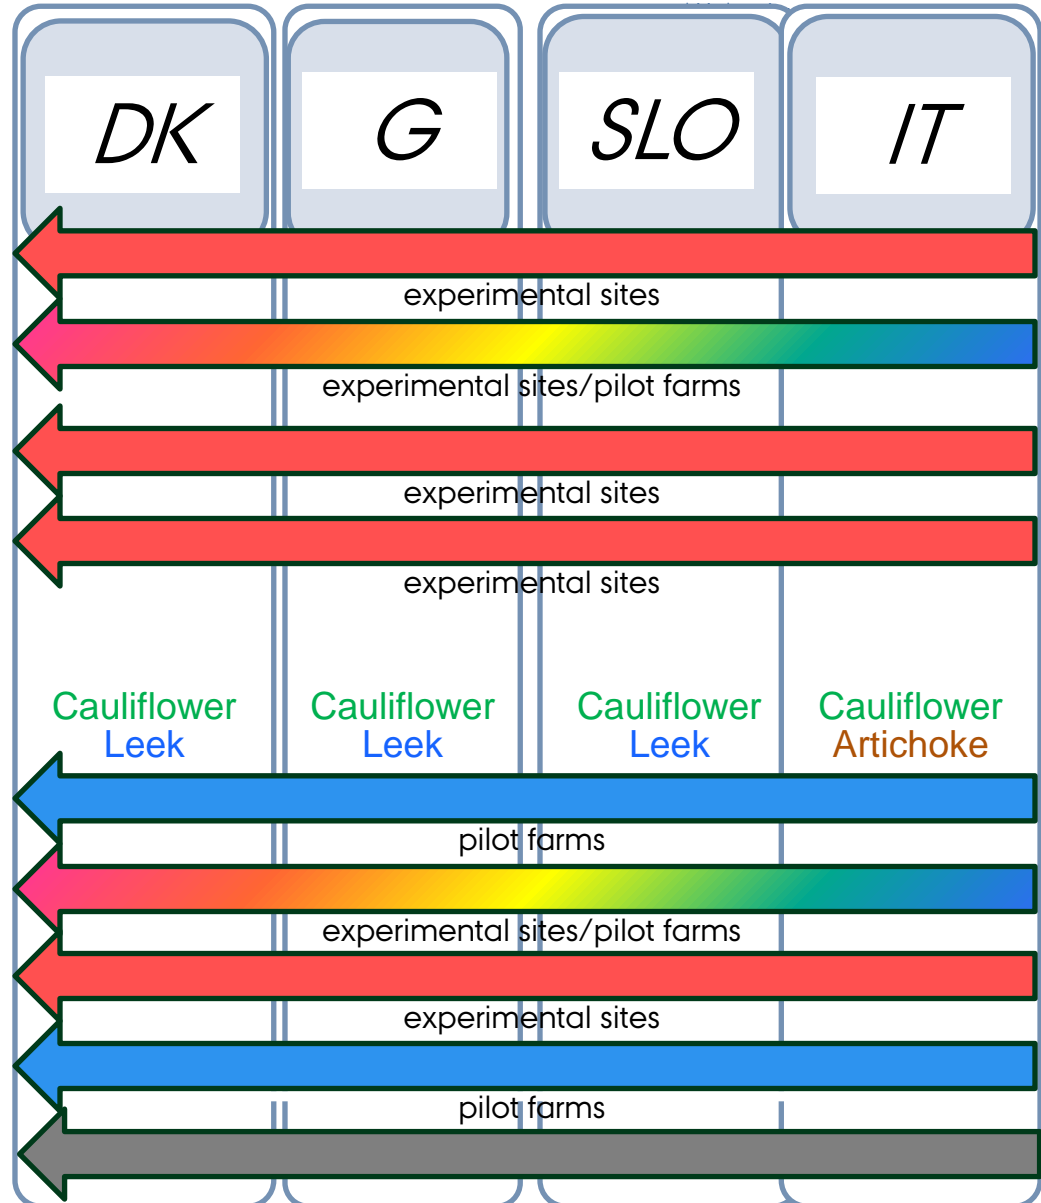 DK G SLO IT
experimental sites
experimental sites/pilot farms
experimental sites
experimental sites
Cauliflower Cauliflower Cauliflower Cauliflower
Leek Leek Leek Artichoke
pilot farms
experimental sites/pilot farms
experimental sites
pilot farms